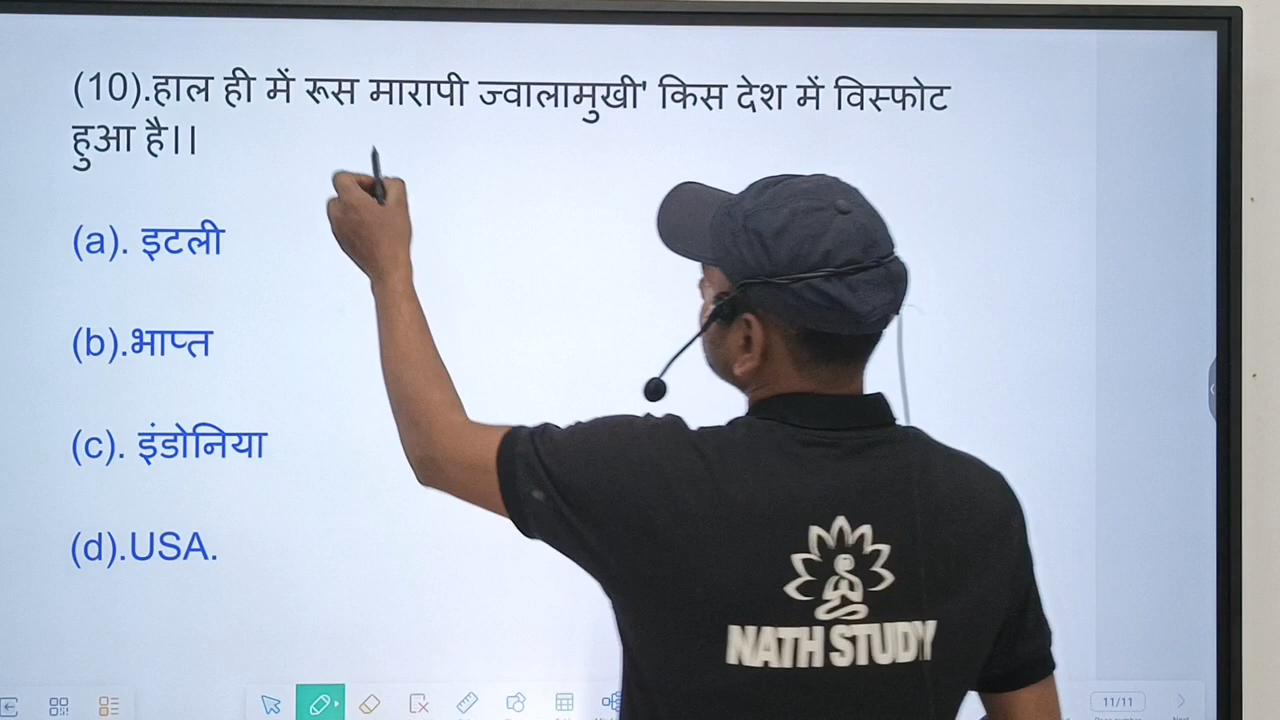 (10).हाल ही में रूस मारापी ज्वालामुखी' किस देश में विस्फोट
हुआ है।।
(a). इटली
(b).भाप्त
(c). इंडोनिया
(d).USA.
NATH STUDY
11/11